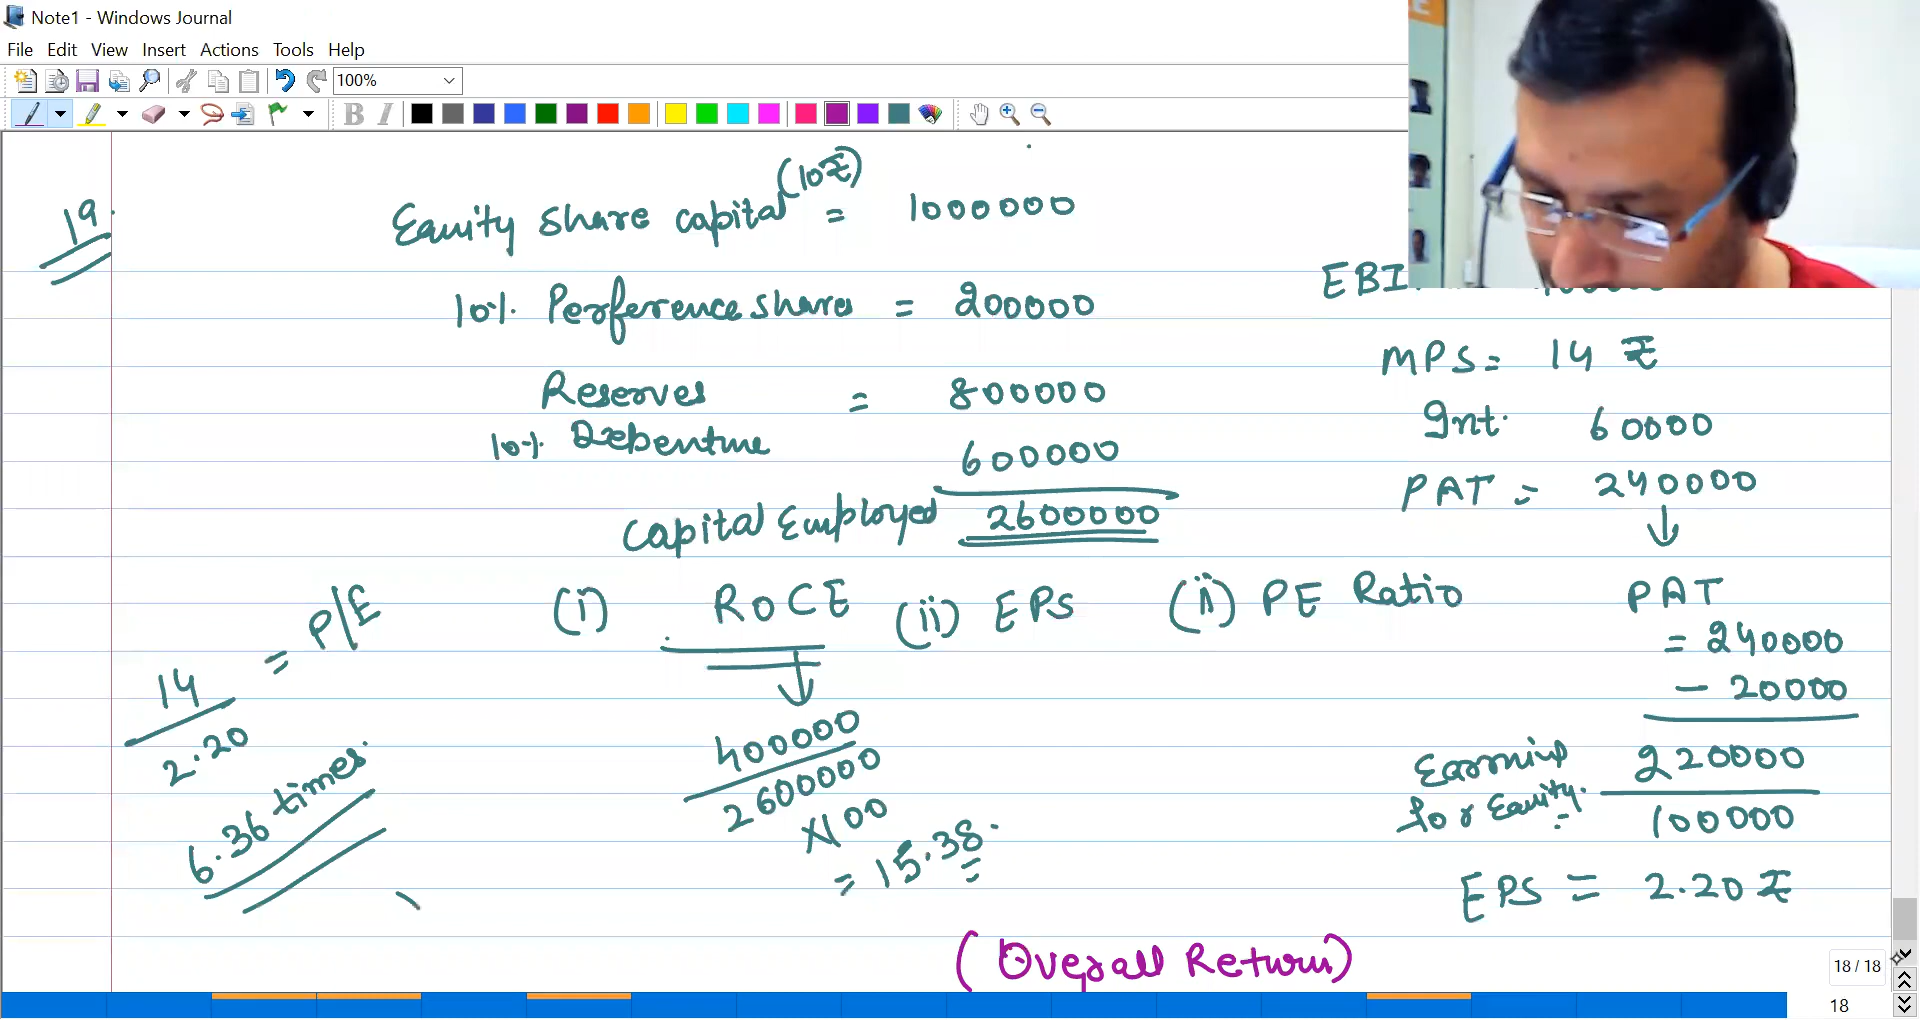 Note1 - Windows Journal
File Edit View Insert Actions Tools Help
100%
B I
19
Equity Share capital (10₹) = 1000000
10% Perference share = 200000
Reserves = 800000
10% Debenture 600000
Capital Employed 2600000
EBI
MPS = 14 ₹
Int. 60000
PAT = 240000
(i) ROCE (ii) EPS (ii) PE Ratio
PAT
= 240000
- 20000
Earning for Equity. 220000
100000
EPS = 2.20 ₹
14
2.20
= P/E
6.36 times.
400000
2600000
X100
= 15.38.
(Overall Return)
18 / 18
18